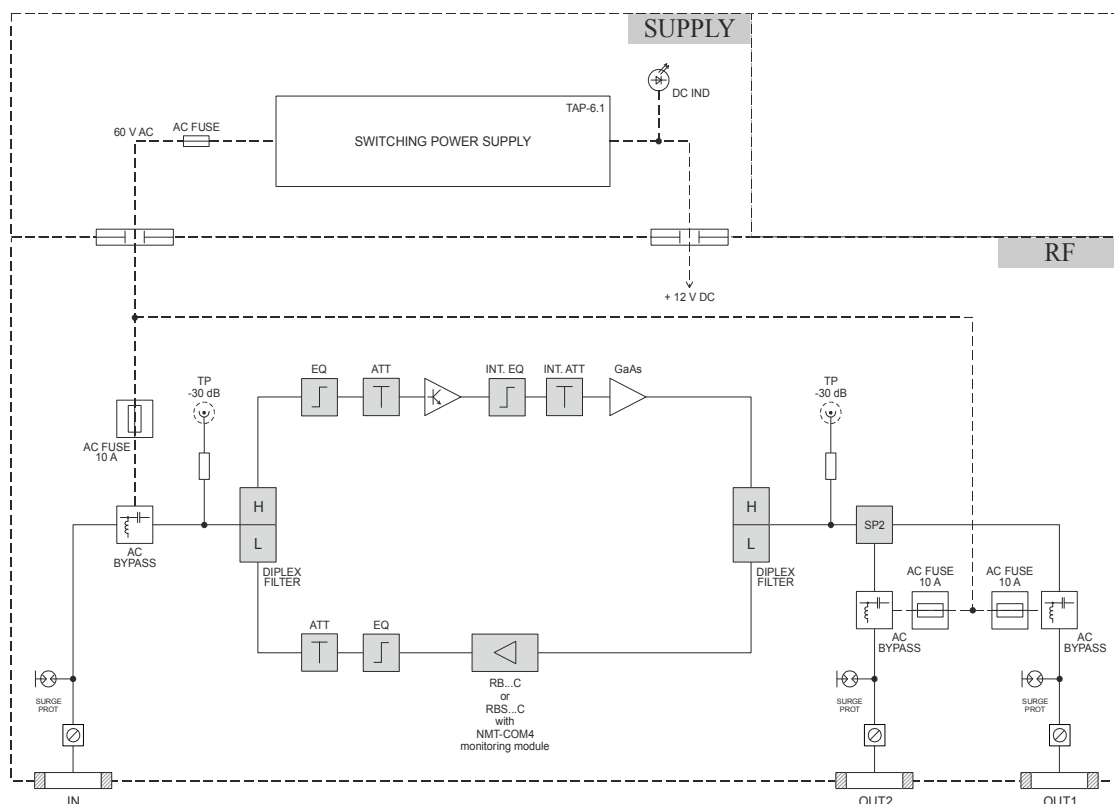 SUPPLY
DC IND
TAP-6.1
60 V AC
AC FUSE
SWITCHING POWER SUPPLY
RF
+ 12 V DC
EQ
ATT
INT. EQ
INT. ATT
GaAs
TP
-30 dB
TP
-30 dB
AC FUSE
10 A
H
L
H
L
SP2
AC
BYPASS
DIPLEX
FILTER
DIPLEX
FILTER
AC FUSE
10 A
AC FUSE
10 A
ATT
EQ
AC
BYPASS
AC
BYPASS
RB...C
or
RBS...C
with
NMT-COM4
monitoring module
SURGE
PROT
SURGE
PROT
SURGE
PROT
IN
OUT2
OUT1